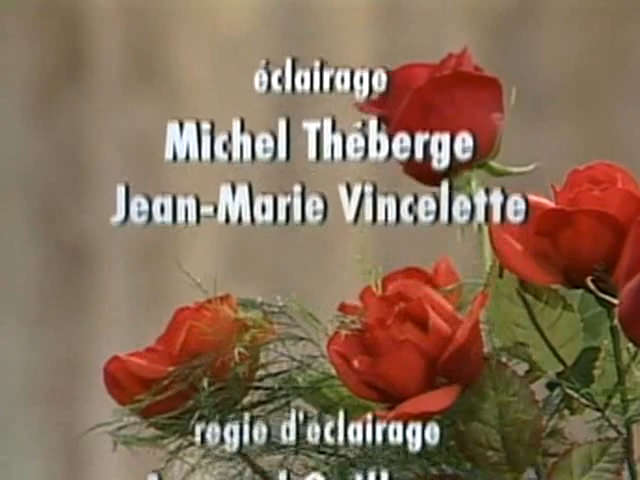 éclairage
Michel Théberge
Jean-Marie Vincelette
régie d'éclairage